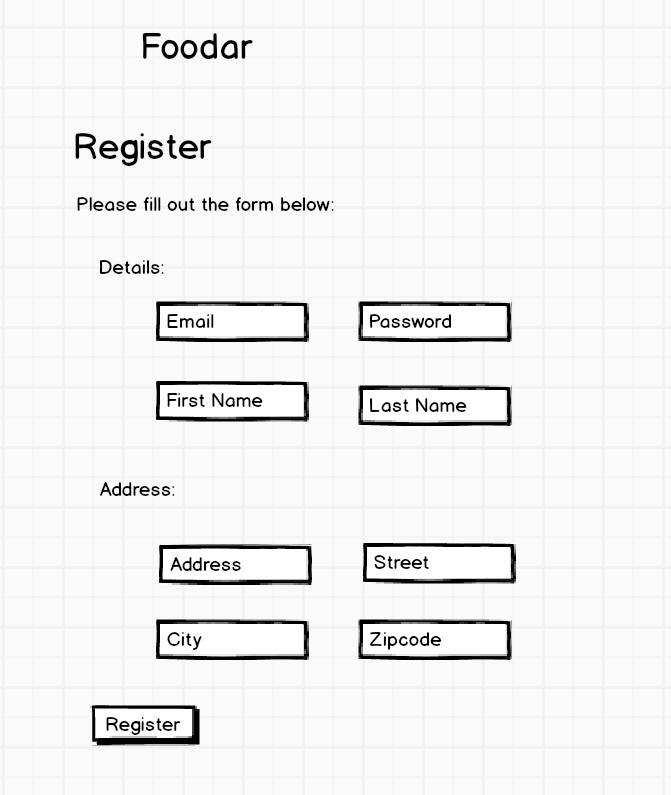 Foodar
Register
Please fill out the form below:
Details:
Email Password
First Name Last Name
Address:
Address Street
City Zipcode
Register